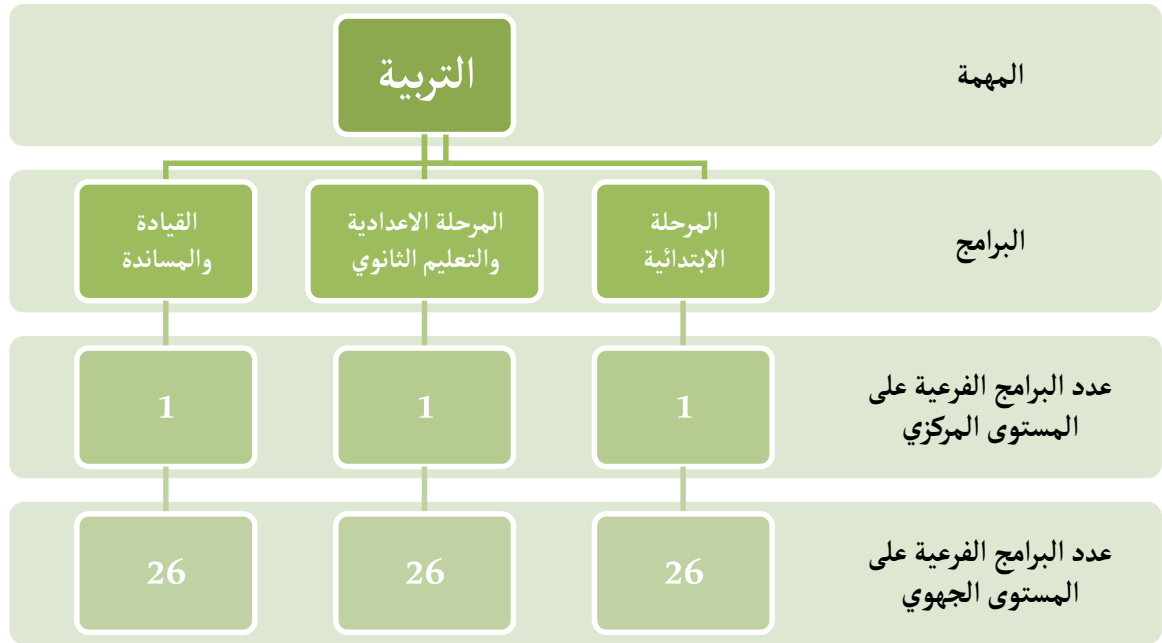 المهمة
التربية
البرامج
المرحلة
الابتدائية
المرحلة الاعدادية
والتعليم الثانوي
القيادة
والمساندة
عدد البرامج الفرعية على
المستوى المركزي
1
1
1
عدد البرامج الفرعية على
المستوى الجهوي
26
26
26